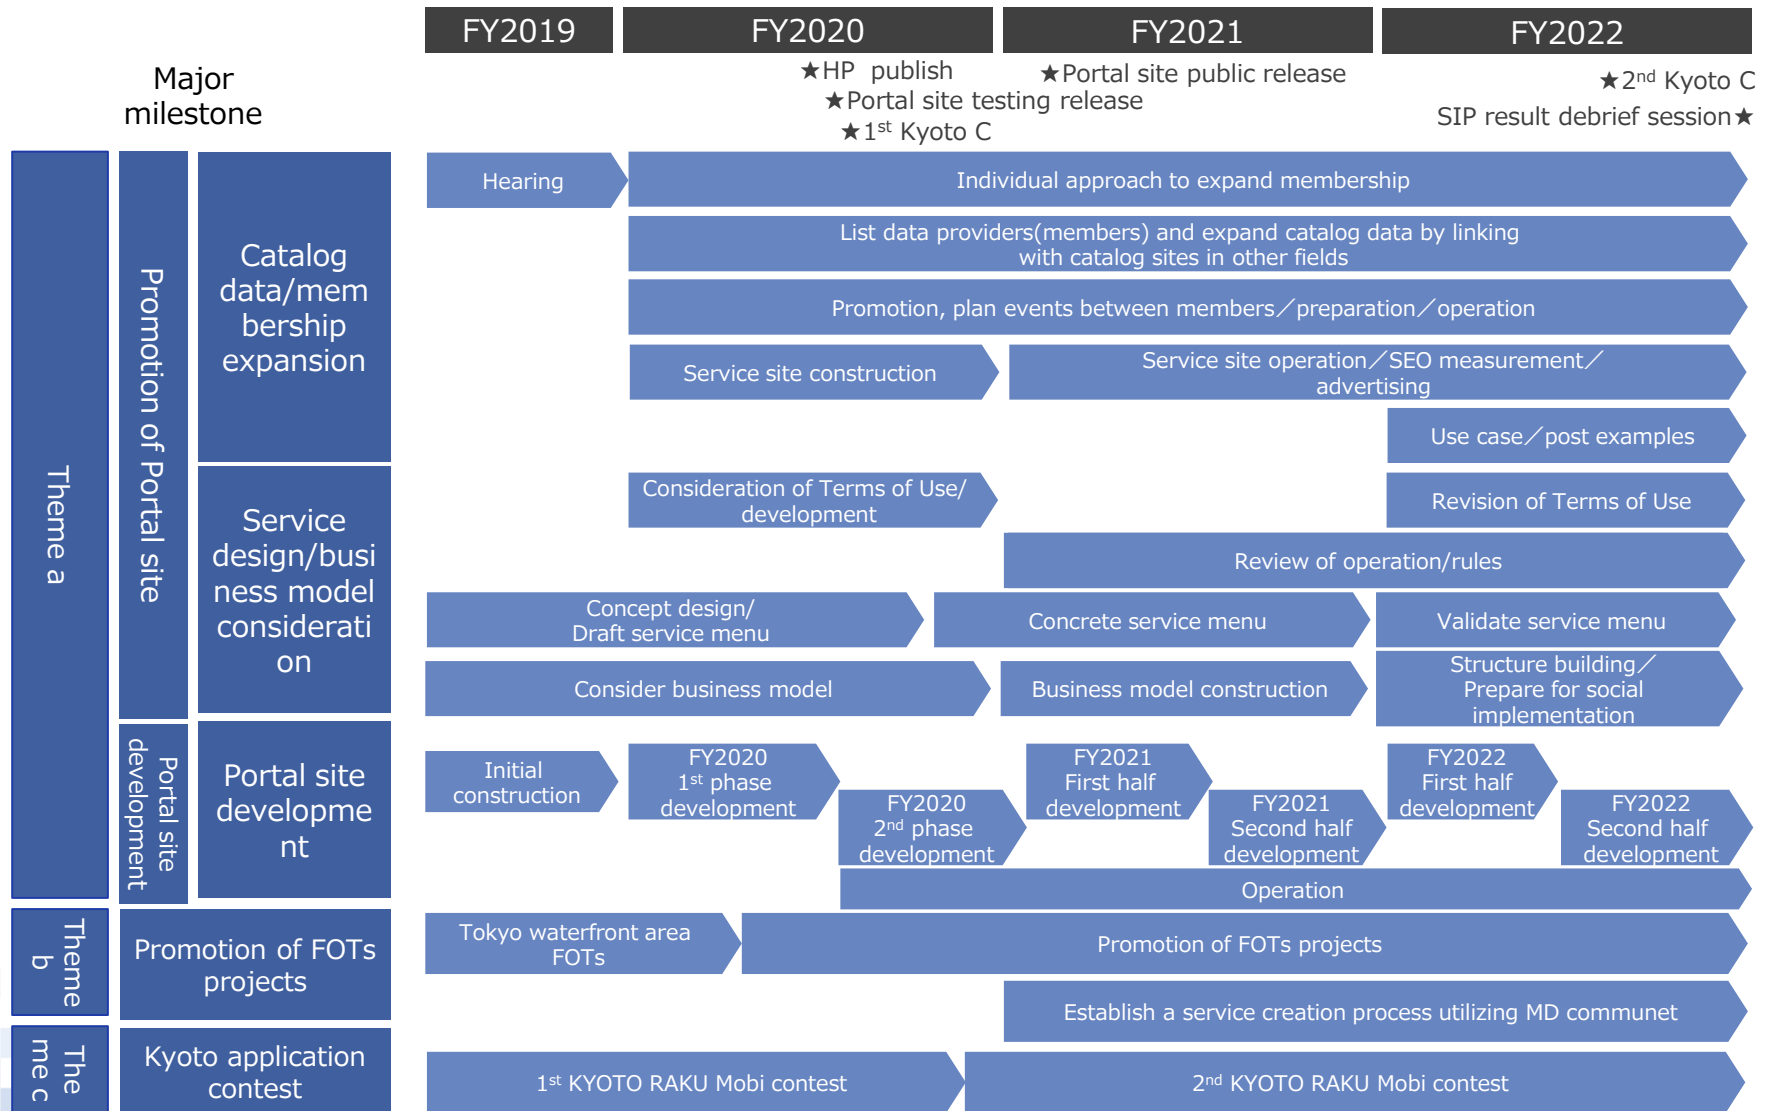 FY2019
FY2020
FY2021
FY2022
Major
milestone
★HP publish
★Portal site testing release
★1st Kyoto C
★Portal site public release
★2nd Kyoto C
SIP result debrief session★
Theme a
Promotion of Portal site
Catalog
data/mem
bership
expansion
Hearing
Individual approach to expand membership
List data providers(members) and expand catalog data by linking
with catalog sites in other fields
Promotion, plan events between members／preparation／operation
Service site construction
Service site operation／SEO measurement／
advertising
Use case／post examples
Service
design/busi
ness model
considerati
on
Consideration of Terms of Use/
development
Revision of Terms of Use
Review of operation/rules
Concept design/
Draft service menu
Concrete service menu
Validate service menu
Consider business model
Business model construction
Structure building／
Prepare for social
implementation
Portal site
development
Portal site
developme
nt
Initial
construction
FY2020
1st phase
development
FY2020
2nd phase
development
FY2021
First half
development
FY2021
Second half
development
FY2022
First half
development
FY2022
Second half
development
Operation
Theme
b
Promotion of FOTs
projects
Tokyo waterfront area
FOTs
Promotion of FOTs projects
Establish a service creation process utilizing MD communet
The
me c
Kyoto application
contest
1st KYOTO RAKU Mobi contest
2nd KYOTO RAKU Mobi contest